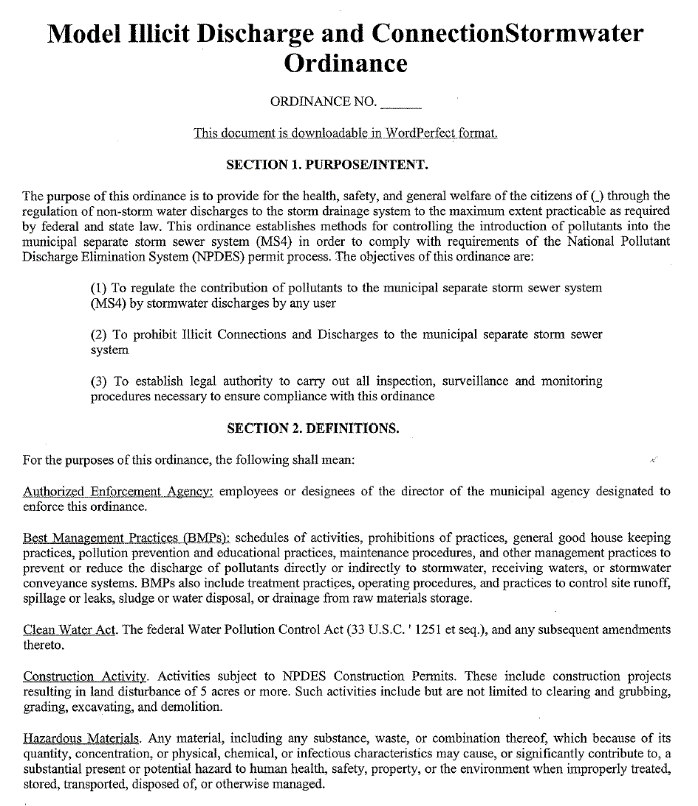 Model Illicit Discharge and ConnectionStormwater
Ordinance
ORDINANCE NO. ______
This document is downloadable in WordPerfect format.
SECTION 1. PURPOSE/INTENT.
The purpose of this ordinance is to provide for the health, safety, and general welfare of the citizens of (_) through the
regulation of non-storm water discharges to the storm drainage system to the maximum extent practicable as required
by federal and state law. This ordinance establishes methods for controlling the introduction of pollutants into the
municipal separate storm sewer system (MS4) in order to comply with requirements of the National Pollutant
Discharge Elimination System (NPDES) permit process. The objectives of this ordinance are:
(1) To regulate the contribution of pollutants to the municipal separate storm sewer system
(MS4) by stormwater discharges by any user
(2) To prohibit Illicit Connections and Discharges to the municipal separate storm sewer
system
(3) To establish legal authority to carry out all inspection, surveillance and monitoring
procedures necessary to ensure compliance with this ordinance
SECTION 2. DEFINITIONS.
For the purposes of this ordinance, the following shall mean:
Authorized Enforcement Agency: employees or designees of the director of the municipal agency designated to
enforce this ordinance.
Best Management Practices (BMPs): schedules of activities, prohibitions of practices, general good house keeping
practices, pollution prevention and educational practices, maintenance procedures, and other management practices to
prevent or reduce the discharge of pollutants directly or indirectly to stormwater, receiving waters, or stormwater
conveyance systems. BMPs also include treatment practices, operating procedures, and practices to control site runoff,
spillage or leaks, sludge or water disposal, or drainage from raw materials storage.
Clean Water Act. The federal Water Pollution Control Act (33 U.S.C. ' 1251 et seq.), and any subsequent amendments
thereto.
Construction Activity. Activities subject to NPDES Construction Permits. These include construction projects
resulting in land disturbance of 5 acres or more. Such activities include but are not limited to clearing and grubbing,
grading, excavating, and demolition.
Hazardous Materials. Any material, including any substance, waste, or combination thereof, which because of its
quantity, concentration, or physical, chemical, or infectious characteristics may cause, or significantly contribute to, a
substantial present or potential hazard to human health, safety, property, or the environment when improperly treated,
stored, transported, disposed of, or otherwise managed.